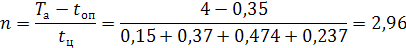 n = (Tа − tоп) / tц = (4 − 0,35) / (0,15 + 0,37 + 0,474 + 0,237) = 2,96